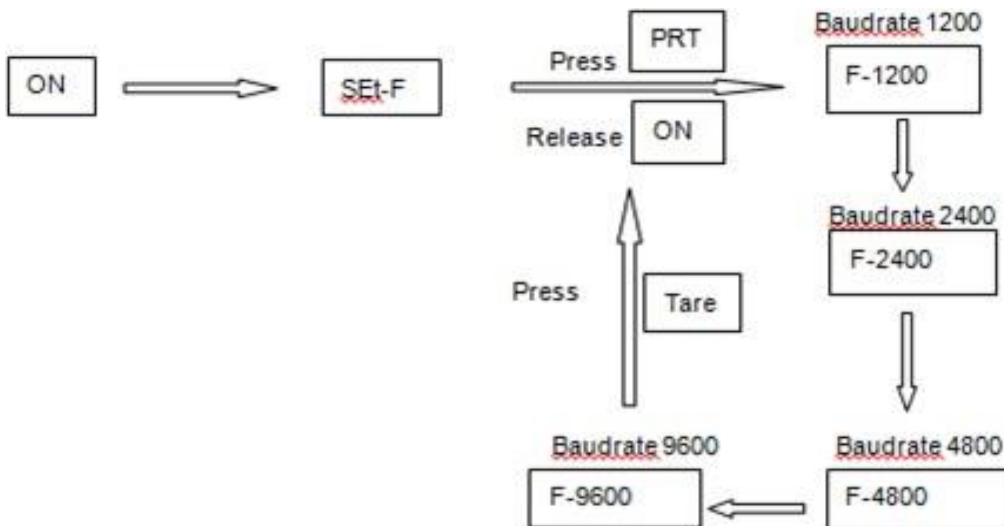 ON
SEt-F
Press
PRT
Release
ON
Baudrate 1200
F-1200
Baudrate 2400
F-2400
Press
Tare
Baudrate 9600
F-9600
Baudrate 4800
F-4800